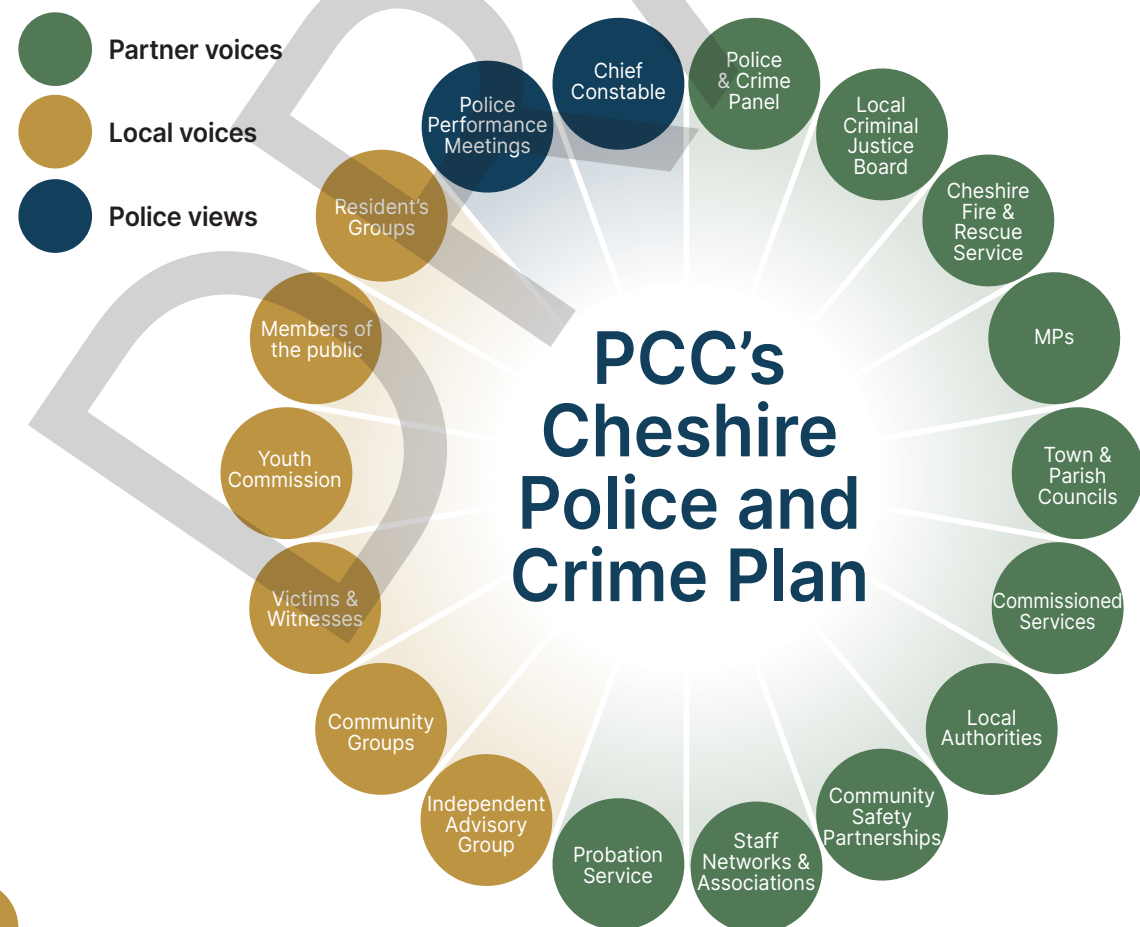 Partner voices
Local voices
Police views
Chief
Constable
Police
& Crime
Panel
Local
Criminal
Justice
Board
Cheshire
Fire &
Rescue
Service
MPs
Town &
Parish
Councils
Commissioned
Services
Local
Authorities
Community
Safety
Partnerships
Staff
Networks &
Associations
Probation
Service
Independent
Advisory
Group
Community
Groups
Victims &
Witnesses
Youth
Commission
Members of
the public
Resident's
Groups
Police
Performance
Meetings
PCC’s
Cheshire
Police and
Crime Plan